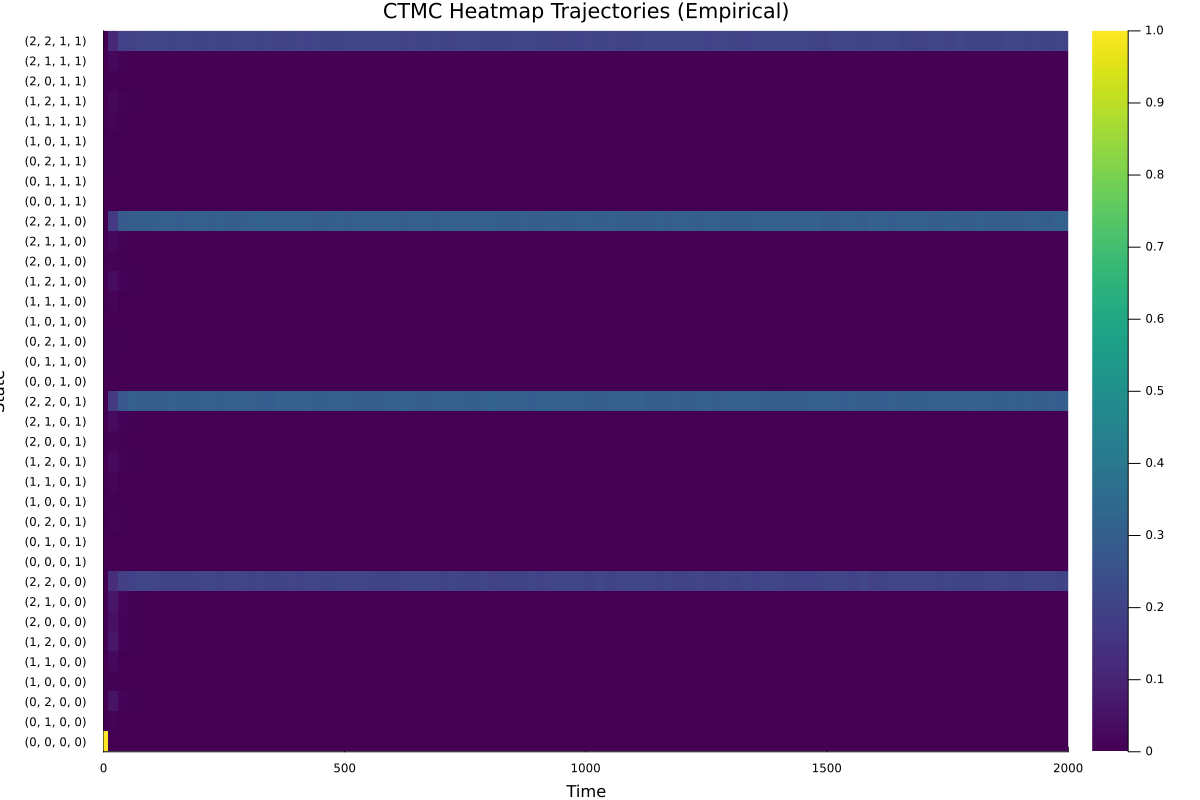 CTMC Heatmap Trajectories (Empirical)
(2, 2, 1, 1)
(2, 1, 1, 1)
(2, 0, 1, 1)
(1, 2, 1, 1)
(1, 1, 1, 1)
(1, 0, 1, 1)
(0, 2, 1, 1)
(0, 1, 1, 1)
(0, 0, 1, 1)
(2, 2, 1, 0)
(2, 1, 1, 0)
(2, 0, 1, 0)
(1, 2, 1, 0)
(1, 1, 1, 0)
(1, 0, 1, 0)
(0, 2, 1, 0)
(0, 1, 1, 0)
(0, 0, 1, 0)
(2, 2, 0, 1)
(2, 1, 0, 1)
(2, 0, 0, 1)
(1, 2, 0, 1)
(1, 1, 0, 1)
(1, 0, 0, 1)
(0, 2, 0, 1)
(0, 1, 0, 1)
(0, 0, 0, 1)
(2, 2, 0, 0)
(2, 1, 0, 0)
(2, 0, 0, 0)
(1, 2, 0, 0)
(1, 1, 0, 0)
(1, 0, 0, 0)
(0, 2, 0, 0)
(0, 1, 0, 0)
(0, 0, 0, 0)
0 500 1000 1500 2000
Time
1.0
0.9
0.8
0.7
0.6
0.5
0.4
0.3
0.2
0.1
0